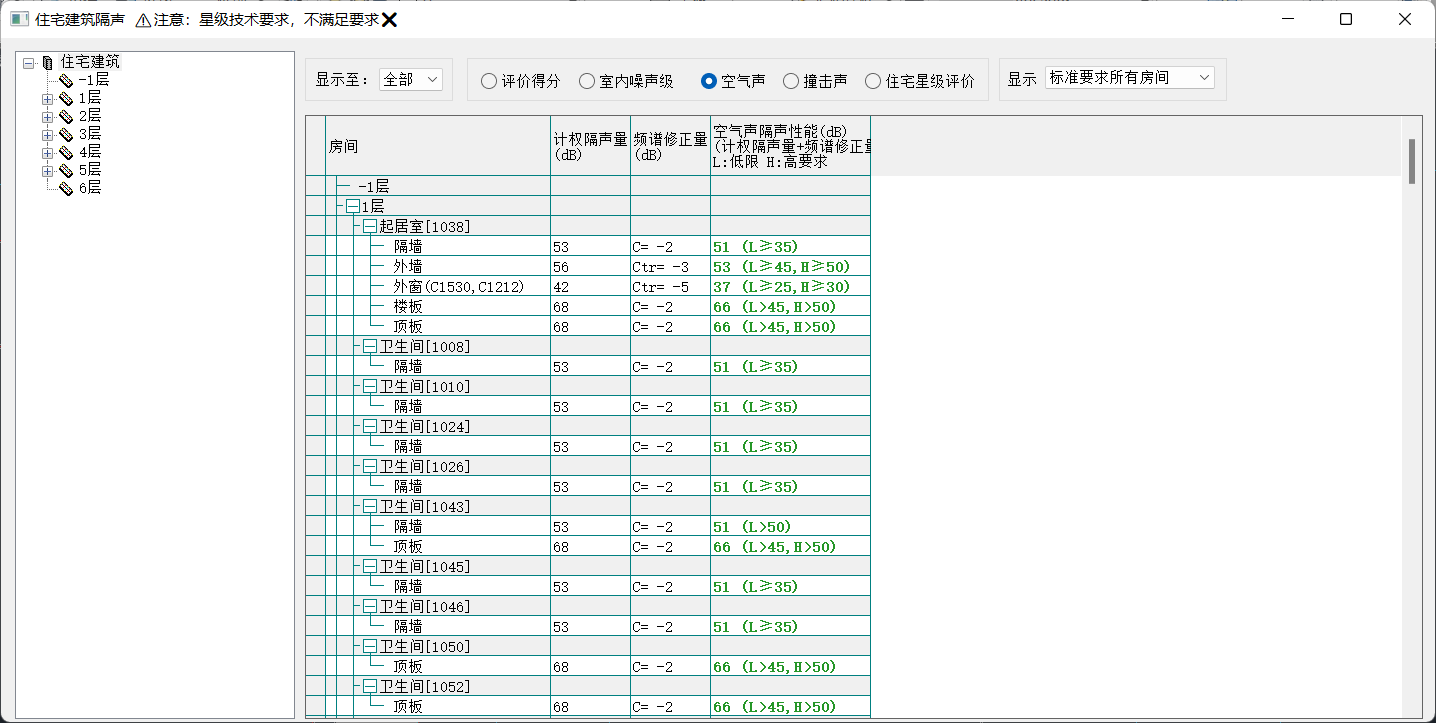 住宅建筑隔声 ⚠注意：星级技术要求，不满足要求❌
住宅建筑
-1层
1层
2层
3层
4层
5层
6层
显示至： 全部
评价得分 室内噪声级 空气声 撞击声 住宅星级评价
显示 标准要求所有房间
房间 计权隔声量(dB) 频谱修正量(dB) 空气声隔声性能(dB)
(计权隔声量+频谱修正量
L:低限 H:高要求
-1层
1层
起居室[1038]
隔墙 53 C= -2 51 (L≥35)
外墙 56 Ctr= -3 53 (L≥45,H≥50)
外窗(C1530,C1212) 42 Ctr= -5 37 (L≥25,H≥30)
楼板 68 C= -2 66 (L>45,H>50)
顶板 68 C= -2 66 (L>45,H>50)
卫生间[1008]
隔墙 53 C= -2 51 (L≥35)
卫生间[1010]
隔墙 53 C= -2 51 (L≥35)
卫生间[1024]
隔墙 53 C= -2 51 (L≥35)
卫生间[1026]
隔墙 53 C= -2 51 (L≥35)
卫生间[1043]
隔墙 53 C= -2 51 (L>50)
顶板 68 C= -2 66 (L>45,H>50)
卫生间[1045]
隔墙 53 C= -2 51 (L≥35)
卫生间[1046]
隔墙 53 C= -2 51 (L≥35)
卫生间[1050]
顶板 68 C= -2 66 (L>45,H>50)
卫生间[1052]
顶板 68 C= -2 66 (L>45,H>50)